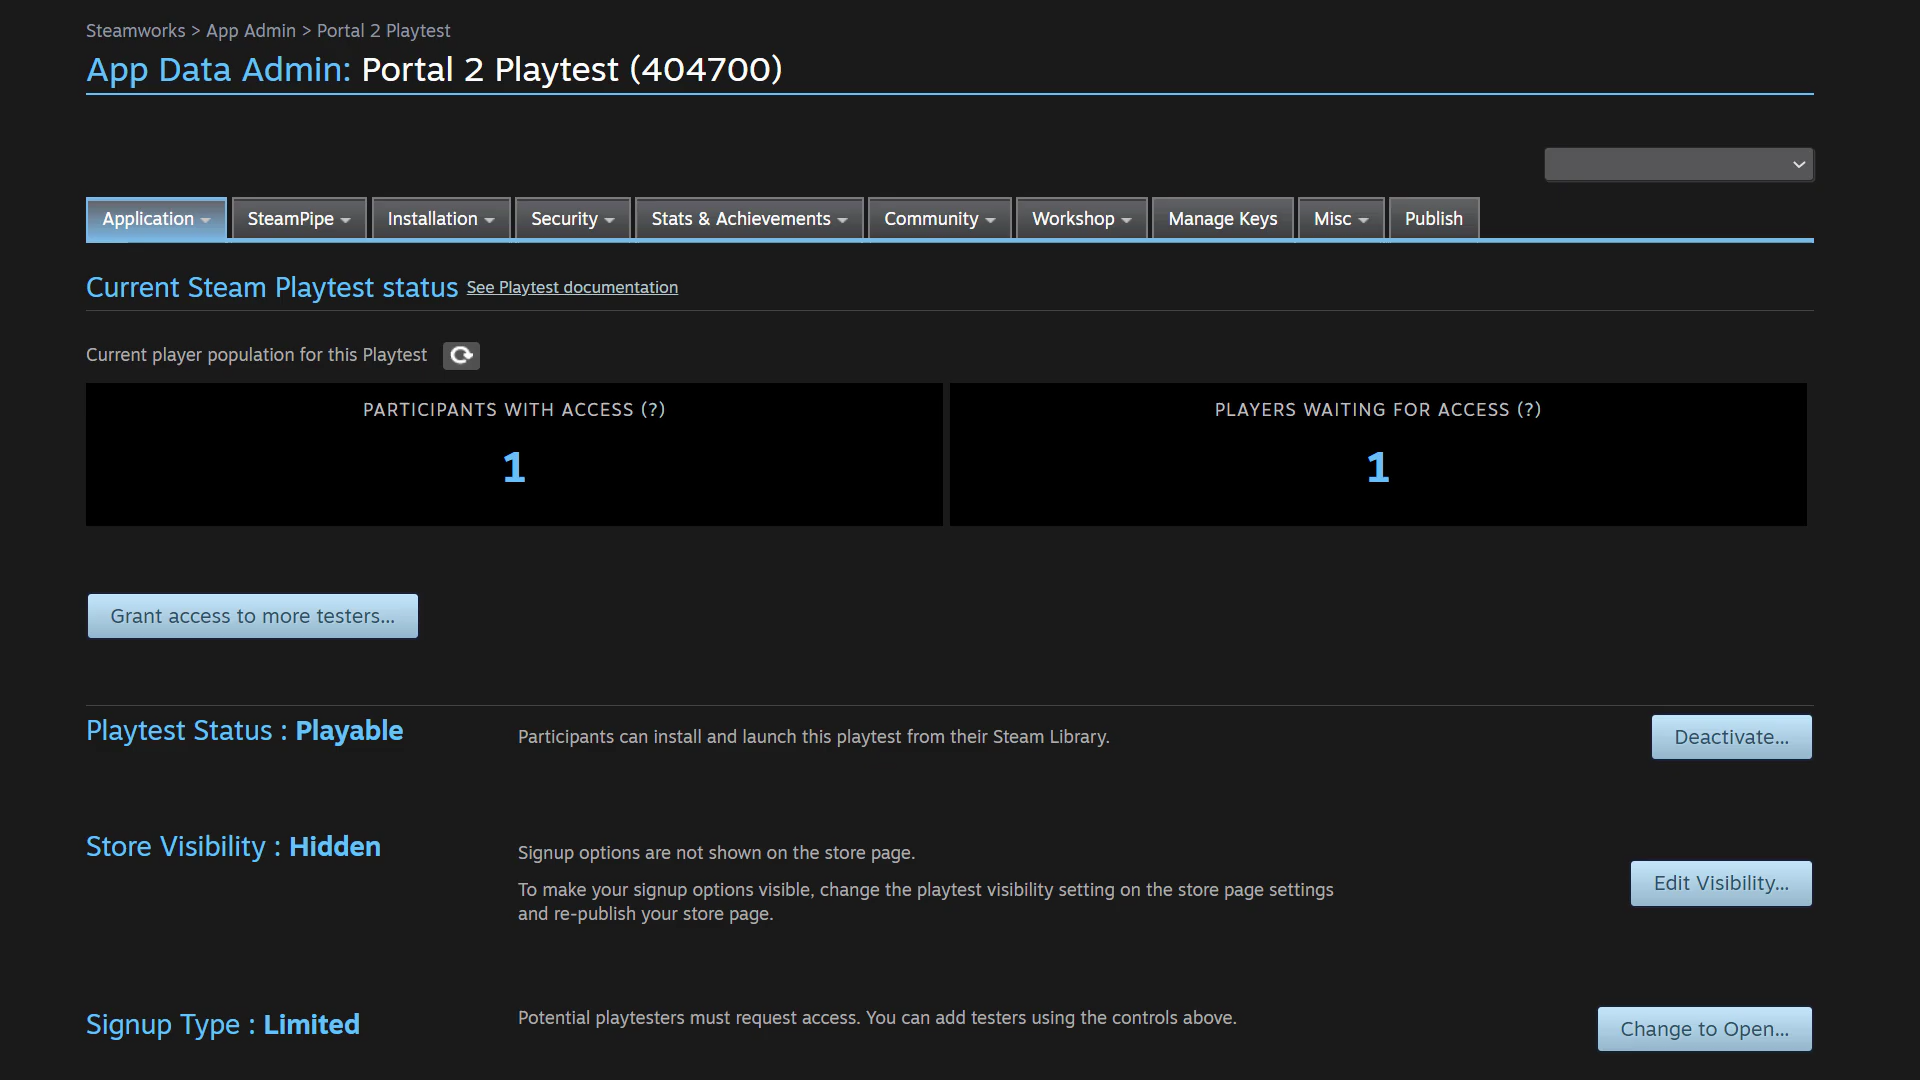 Steamworks > App Admin > Portal 2 Playtest
App Data Admin: Portal 2 Playtest (404700)
Application SteamPipe Installation Security Stats & Achievements Community Workshop Manage Keys Misc Publish
Current Steam Playtest status See Playtest documentation
Current player population for this Playtest
PARTICIPANTS WITH ACCESS (?)
1
PLAYERS WAITING FOR ACCESS (?)
1
Grant access to more testers...
Playtest Status : Playable
Participants can install and launch this playtest from their Steam Library.
Deactivate...
Store Visibility : Hidden
Signup options are not shown on the store page.
To make your signup options visible, change the playtest visibility setting on the store page settings
and re-publish your store page.
Edit Visibility...
Signup Type : Limited
Potential playtesters must request access. You can add testers using the controls above.
Change to Open...